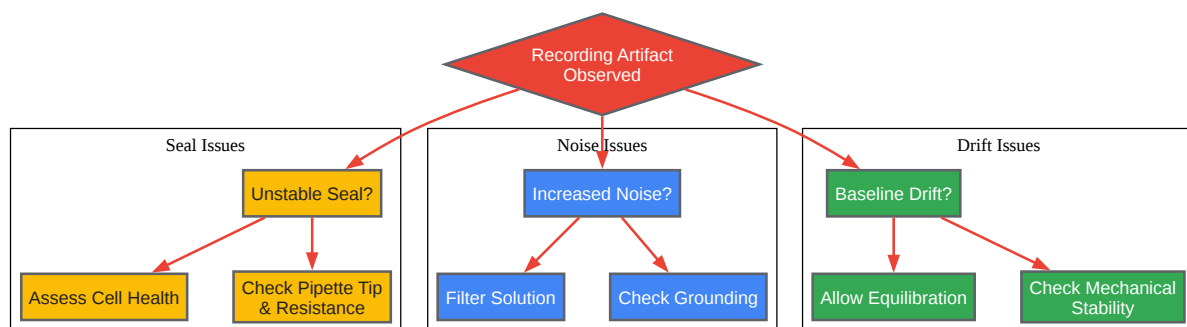 Recording Artifact
Observed
Seal Issues
Noise Issues
Drift Issues
Unstable Seal?
Increased Noise?
Baseline Drift?
Assess Cell Health
Check Pipette Tip
& Resistance
Filter Solution
Check Grounding
Allow Equilibration
Check Mechanical
Stability